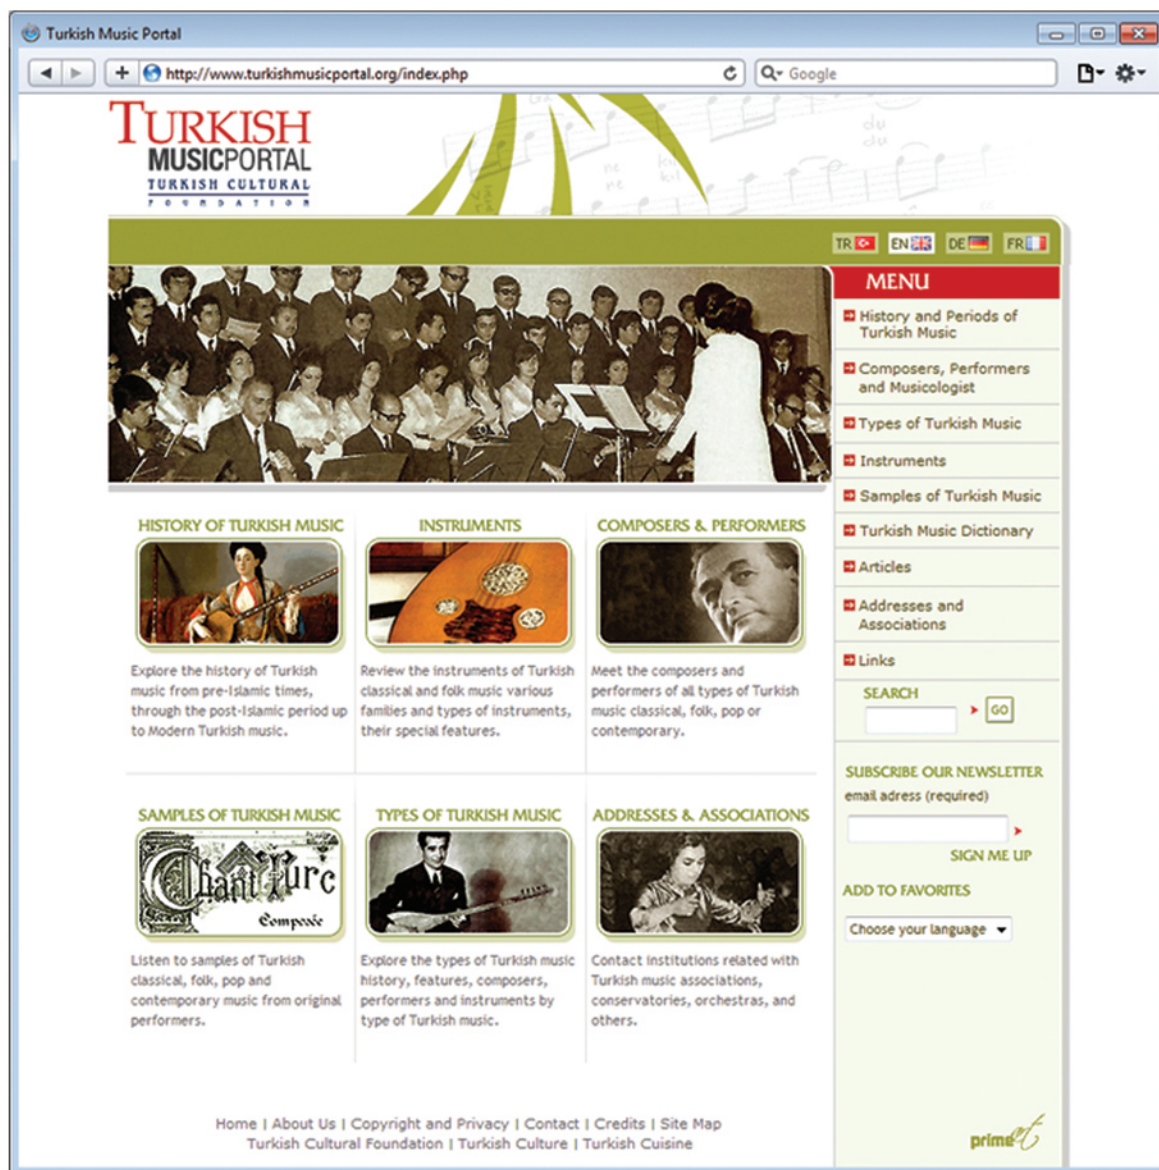 Turkish Music Portal
http://www.turkishmusicportal.org/index.php
Google
TURKISH
MUSICPORTAL
TURKISH CULTURAL
FOUNDATION
du
du
ne
ne
kil
kil
TR EN DE FR
MENU
History and Periods of
Turkish Music
Composers, Performers
and Musicologist
Types of Turkish Music
Instruments
Samples of Turkish Music
Turkish Music Dictionary
Articles
Addresses and
Associations
Links
SEARCH
GO
SUBSCRIBE OUR NEWSLETTER
email adress (required)
SIGN ME UP
ADD TO FAVORITES
Choose your language
HISTORY OF TURKISH MUSIC
Explore the history of Turkish
music from pre-Islamic times,
through the post-Islamic period up
to Modern Turkish music.
INSTRUMENTS
Review the instruments of Turkish
classical and folk music various
families and types of instruments,
their special features.
COMPOSERS & PERFORMERS
Meet the composers and
performers of all types of Turkish
music classical, folk, pop or
contemporary.
SAMPLES OF TURKISH MUSIC
Chant Turc
Composée
Listen to samples of Turkish
classical, folk, pop and
contemporary music from original
performers.
TYPES OF TURKISH MUSIC
Explore the types of Turkish music
history, features, composers,
performers and instruments by
type of Turkish music.
ADDRESSES & ASSOCIATIONS
Contact institutions related with
Turkish music associations,
conservatories, orchestras, and
others.
Home | About Us | Copyright and Privacy | Contact | Credits | Site Map
Turkish Cultural Foundation | Turkish Culture | Turkish Cuisine
prime